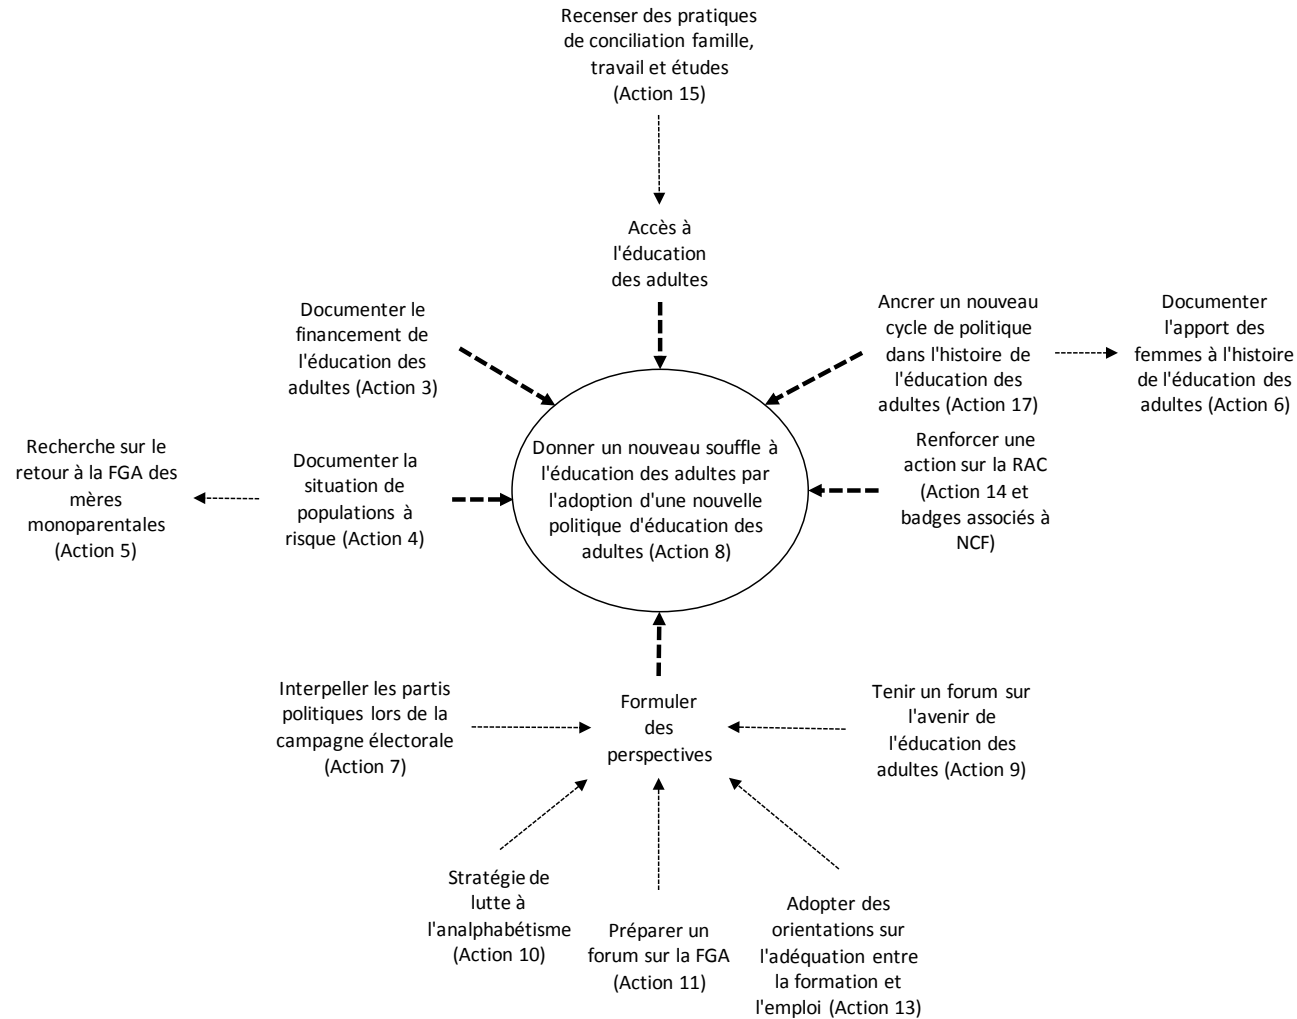 Recenser des pratiques
de conciliation famille,
travail et études
(Action 15)
Accès à
l'éducation
des adultes
Documenter le
financement de
l'éducation des
adultes (Action 3)
Ancrer un nouveau
cycle de politique
dans l'histoire de
l'éducation des
adultes (Action 17)
Documenter
l'apport des
femmes à l'histoire
de l'éducation des
adultes (Action 6)
Recherche sur le
retour à la FGA des
mères
monoparentales
(Action 5)
Documenter la
situation de
populations à
risque (Action 4)
Donner un nouveau souffle à
l'éducation des adultes par
l'adoption d'une nouvelle
politique d'éducation des
adultes (Action 8)
Renforcer une
action sur la RAC
(Action 14 et
badges associés à
NCF)
Interpeller les partis
politiques lors de la
campagne électorale
(Action 7)
Formuler
des
perspectives
Tenir un forum sur
l'avenir de
l'éducation des
adultes (Action 9)
Stratégie de
lutte à
l'analphabétisme
(Action 10)
Préparer un
forum sur la FGA
(Action 11)
Adopter des
orientations sur
l'adéquation entre
la formation et
l'emploi (Action 13)